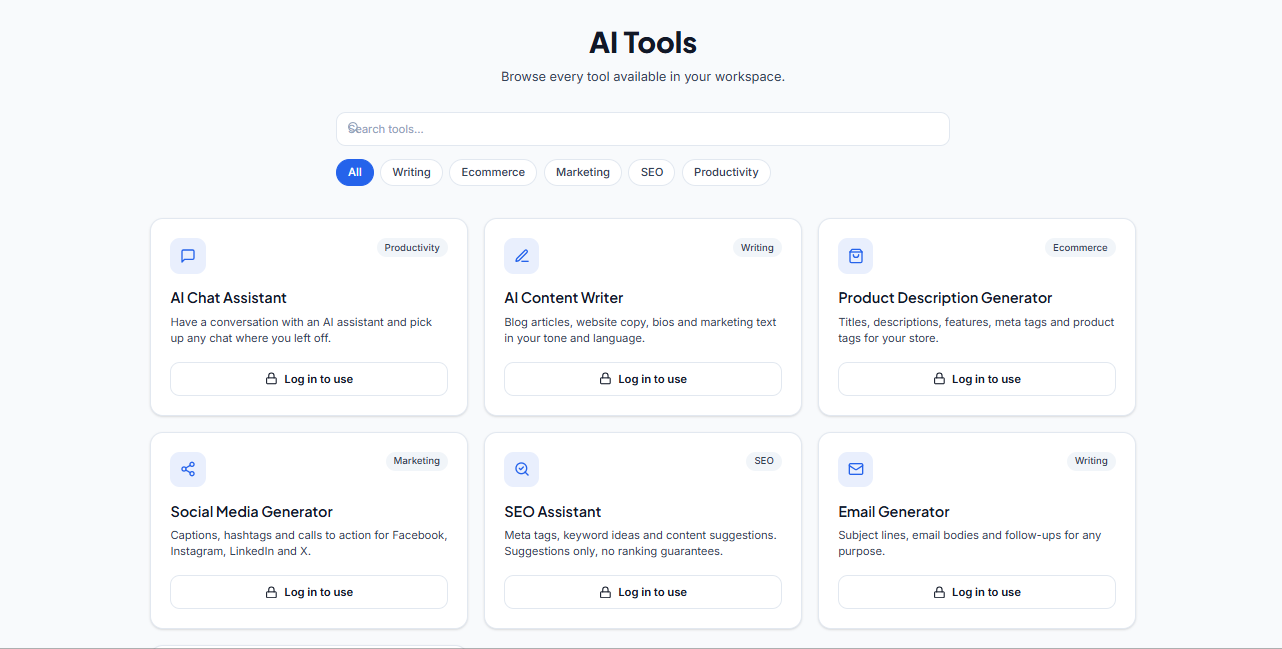 AI Tools
Browse every tool available in your workspace.
Search tools...
All
Writing
Ecommerce
Marketing
SEO
Productivity
Productivity
AI Chat Assistant
Have a conversation with an AI assistant and pick
up any chat where you left off.
Log in to use
Writing
AI Content Writer
Blog articles, website copy, bios and marketing text
in your tone and language.
Log in to use
Ecommerce
Product Description Generator
Titles, descriptions, features, meta tags and product
tags for your store.
Log in to use
Marketing
Social Media Generator
Captions, hashtags and calls to action for Facebook,
Instagram, LinkedIn and X.
Log in to use
SEO
SEO Assistant
Meta tags, keyword ideas and content suggestions.
Suggestions only, no ranking guarantees.
Log in to use
Writing
Email Generator
Subject lines, email bodies and follow-ups for any
purpose.
Log in to use